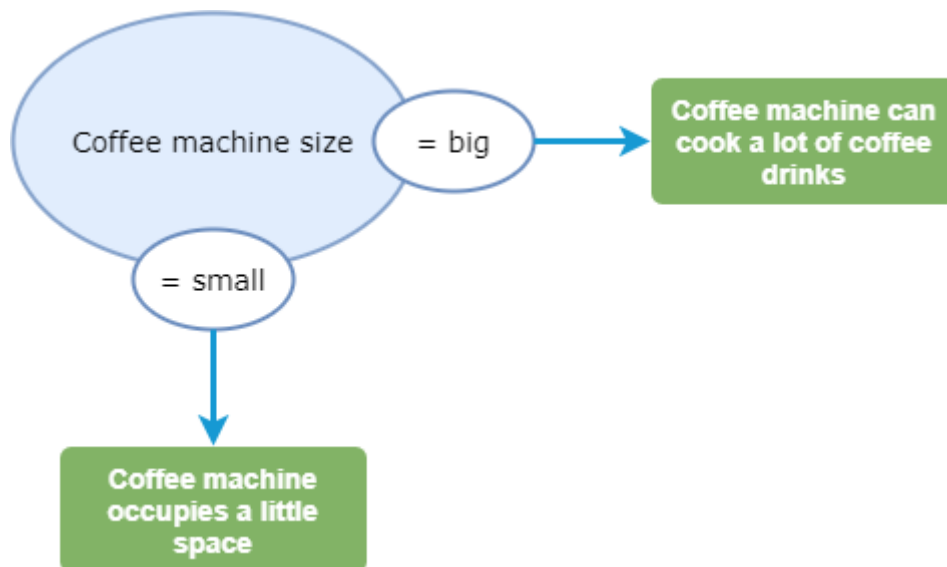 Coffee machine can
cook a lot of coffee
drinks
Coffee machine size
= big
= small
Coffee machine
occupies a little
space